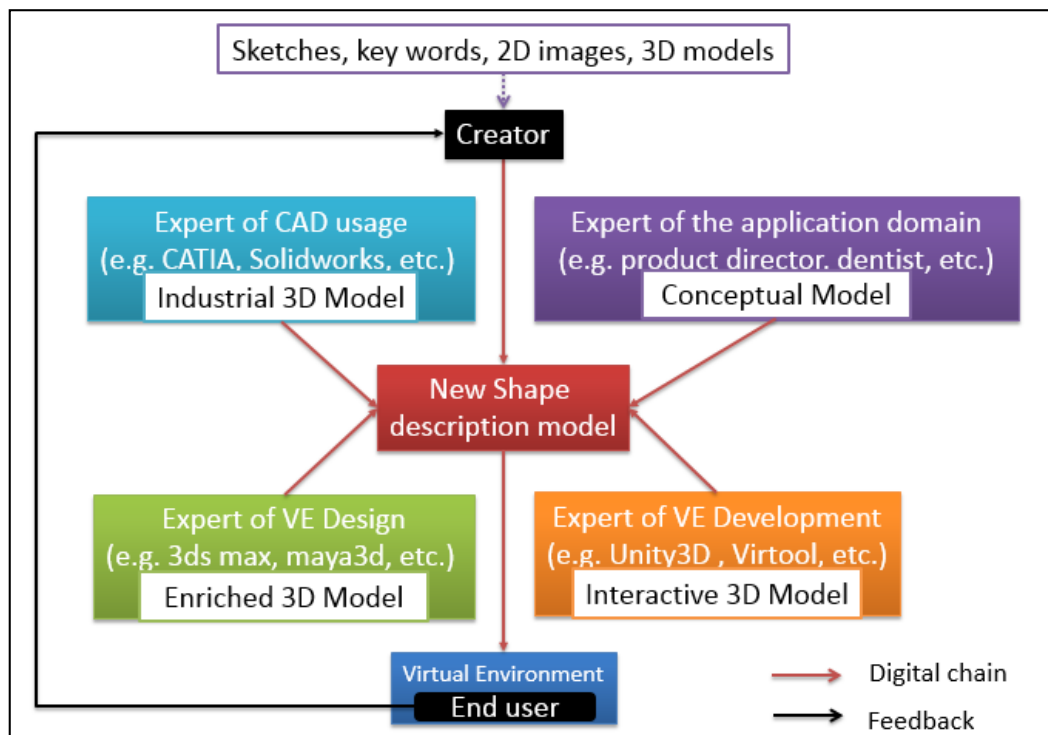 Sketches, key words, 2D images, 3D models
Creator
Expert of CAD usage
(e.g. CATIA, Solidworks, etc.)
Industrial 3D Model
Expert of the application domain
(e.g. product director. dentist, etc.)
Conceptual Model
New Shape
description model
Expert of VE Design
(e.g. 3ds max, maya3d, etc.)
Enriched 3D Model
Expert of VE Development
(e.g. Unity3D , Virtool, etc.)
Interactive 3D Model
Virtual Environment
End user
Digital chain
Feedback